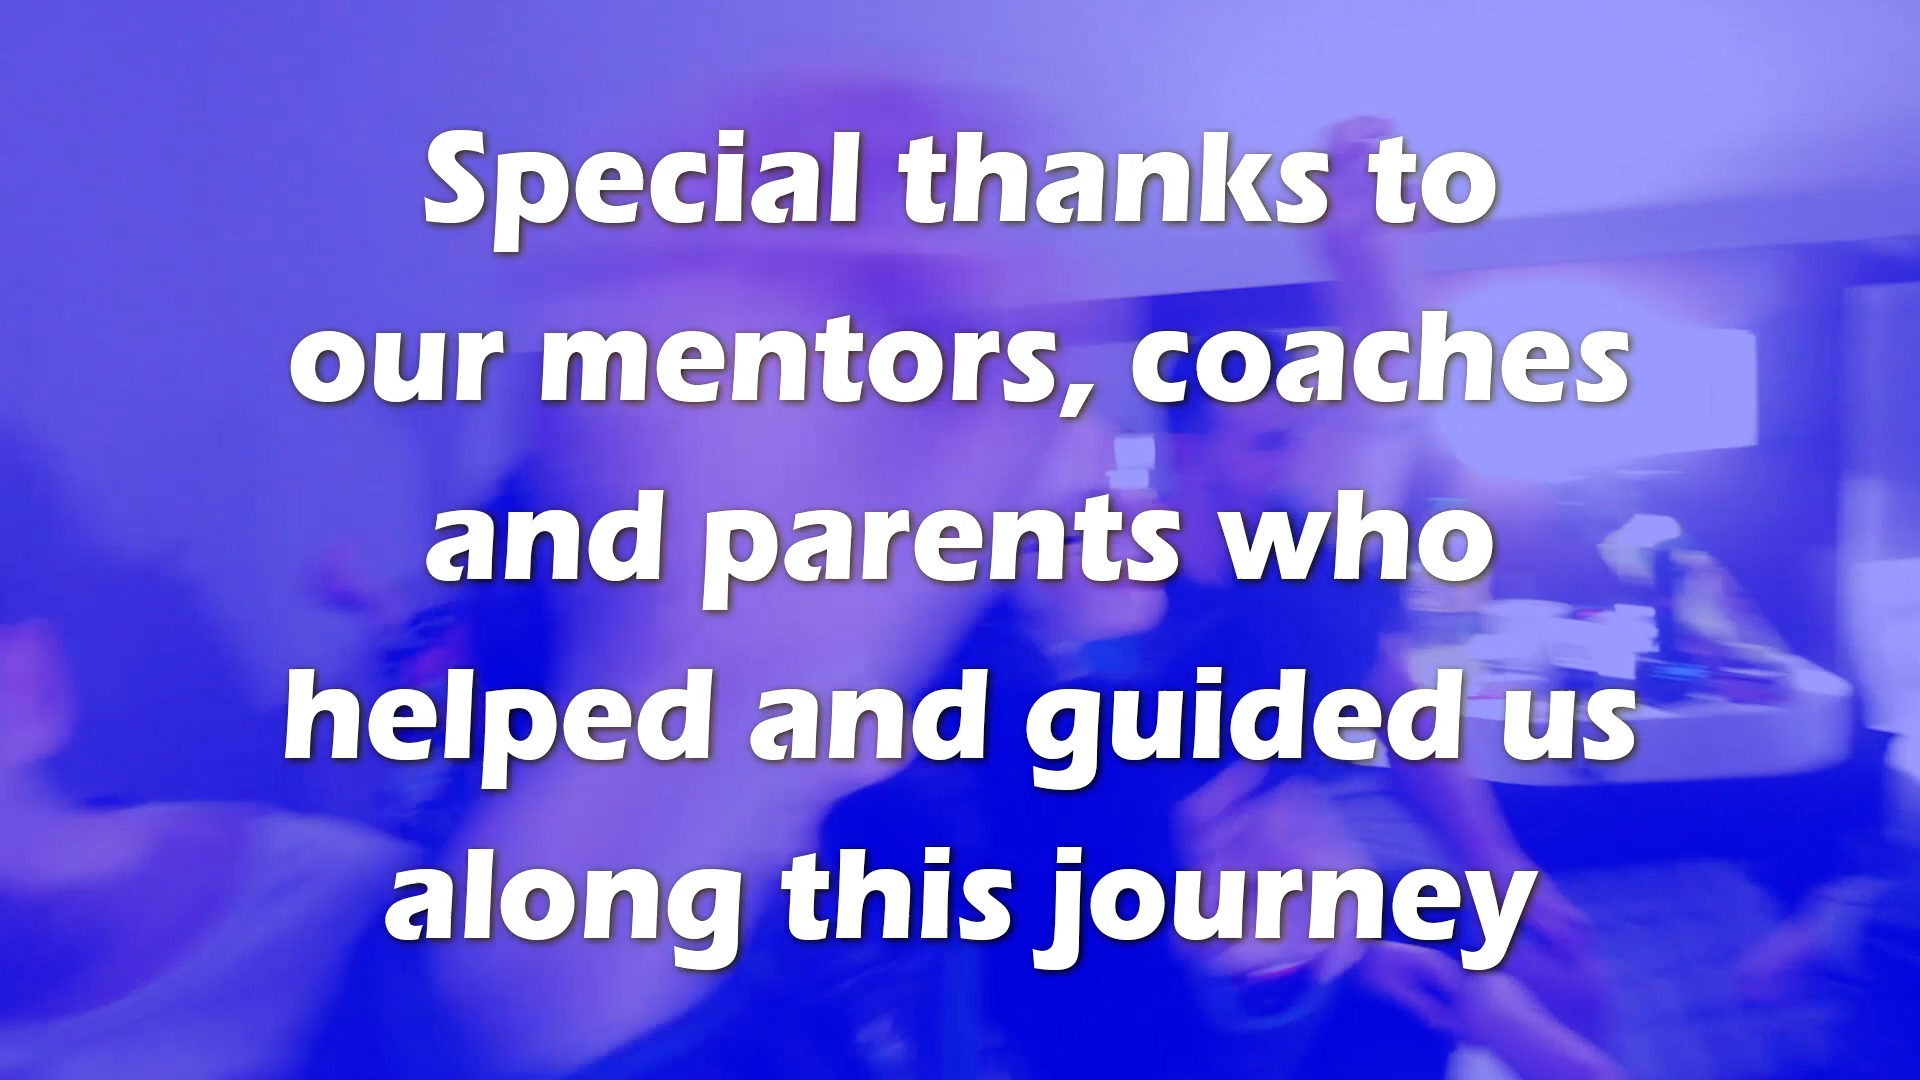 Special thanks to
our mentors, coaches
and parents who
helped and guided us
along this journey